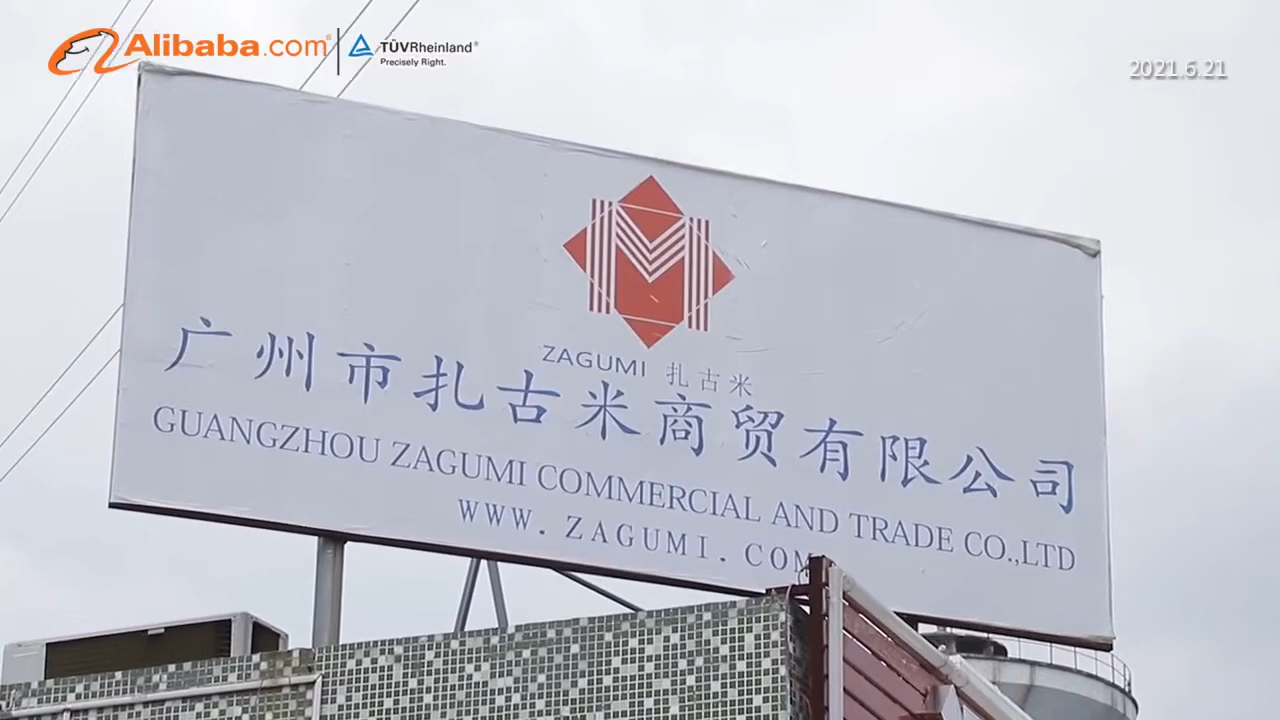 Alibaba.com
TÜVRheinland®
Precisely Right.
2021.6.21
ZAGUMI 扎古米
广州市扎古米商贸有限公司
GUANGZHOU ZAGUMI COMMERCIAL AND TRADE CO.,LTD
WWW.ZAGUMI.COM